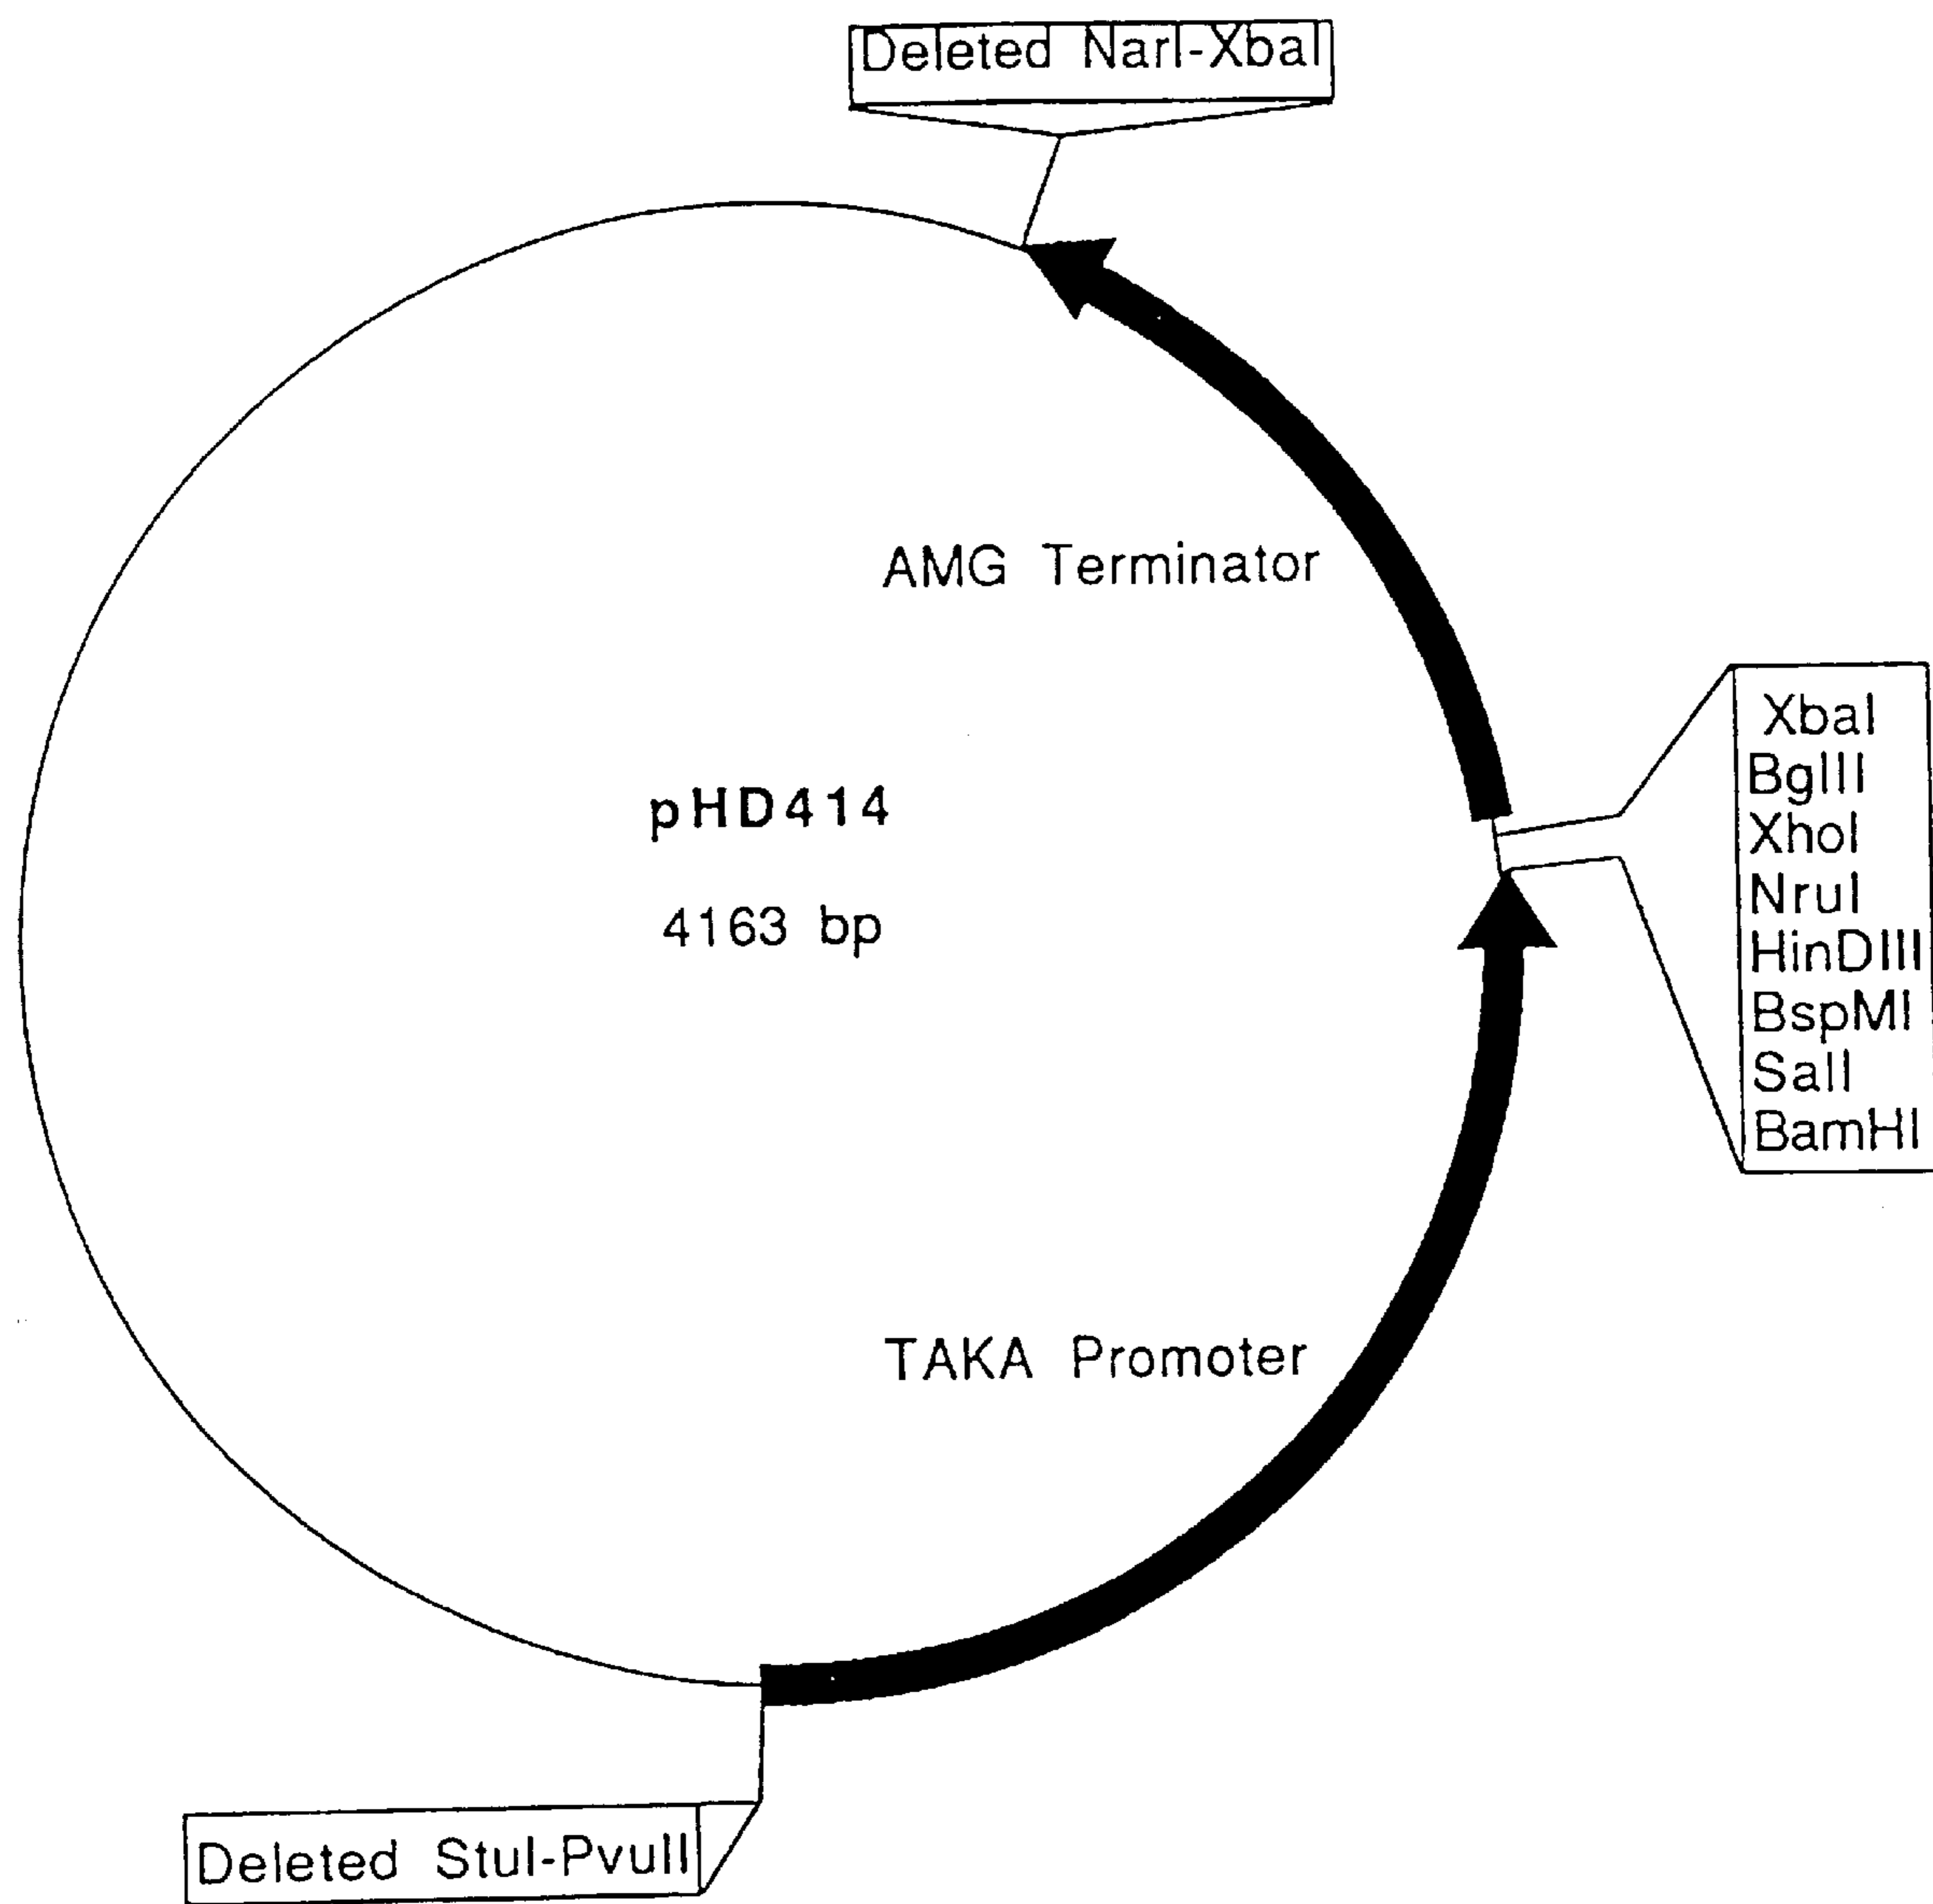 Deleted NarI-XbaI
AMG Terminator
pHD414
4163 bp
XbaI
BglII
XhoI
NruI
HinDIII
BspMI
SalI
BamHI
TAKA Promoter
Deleted StuI-PvuII